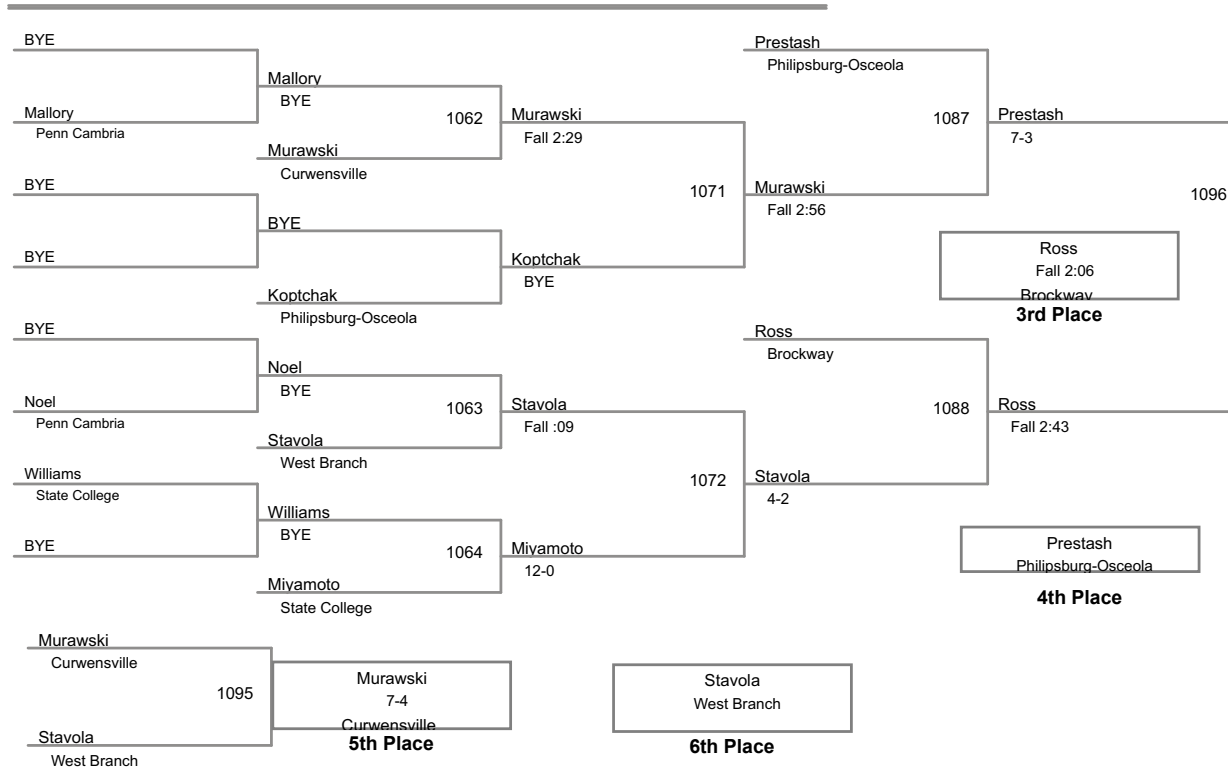 BYE
Mallory
Penn Cambria
BYE
BYE
BYE
Noel
Penn Cambria
Williams
State College
BYE
Mallory
BYE
1062
Murawski
Curwensville
BYE
Koptchak
Philipsburg-Osceola
Noel
BYE
1063
Stavola
West Branch
Williams
BYE
1064
Miyamoto
State College
Murawski
Fall 2:29
1071
Koptchak
BYE
Stavola
Fall :09
1072
Miyamoto
12-0
Prestash
Philipsburg-Osceola
1087
Murawski
Fall 2:56
Ross
Brockway
1088
Stavola
4-2
Prestash
7-3
1096
Ross
Fall 2:43
Ross
Fall 2:06
Brockway
3rd Place
Prestash
Philipsburg-Osceola
4th Place
Murawski
Curwensville
1095
Stavola
West Branch
Murawski
7-4
Curwensville
5th Place
Stavola
West Branch
6th Place